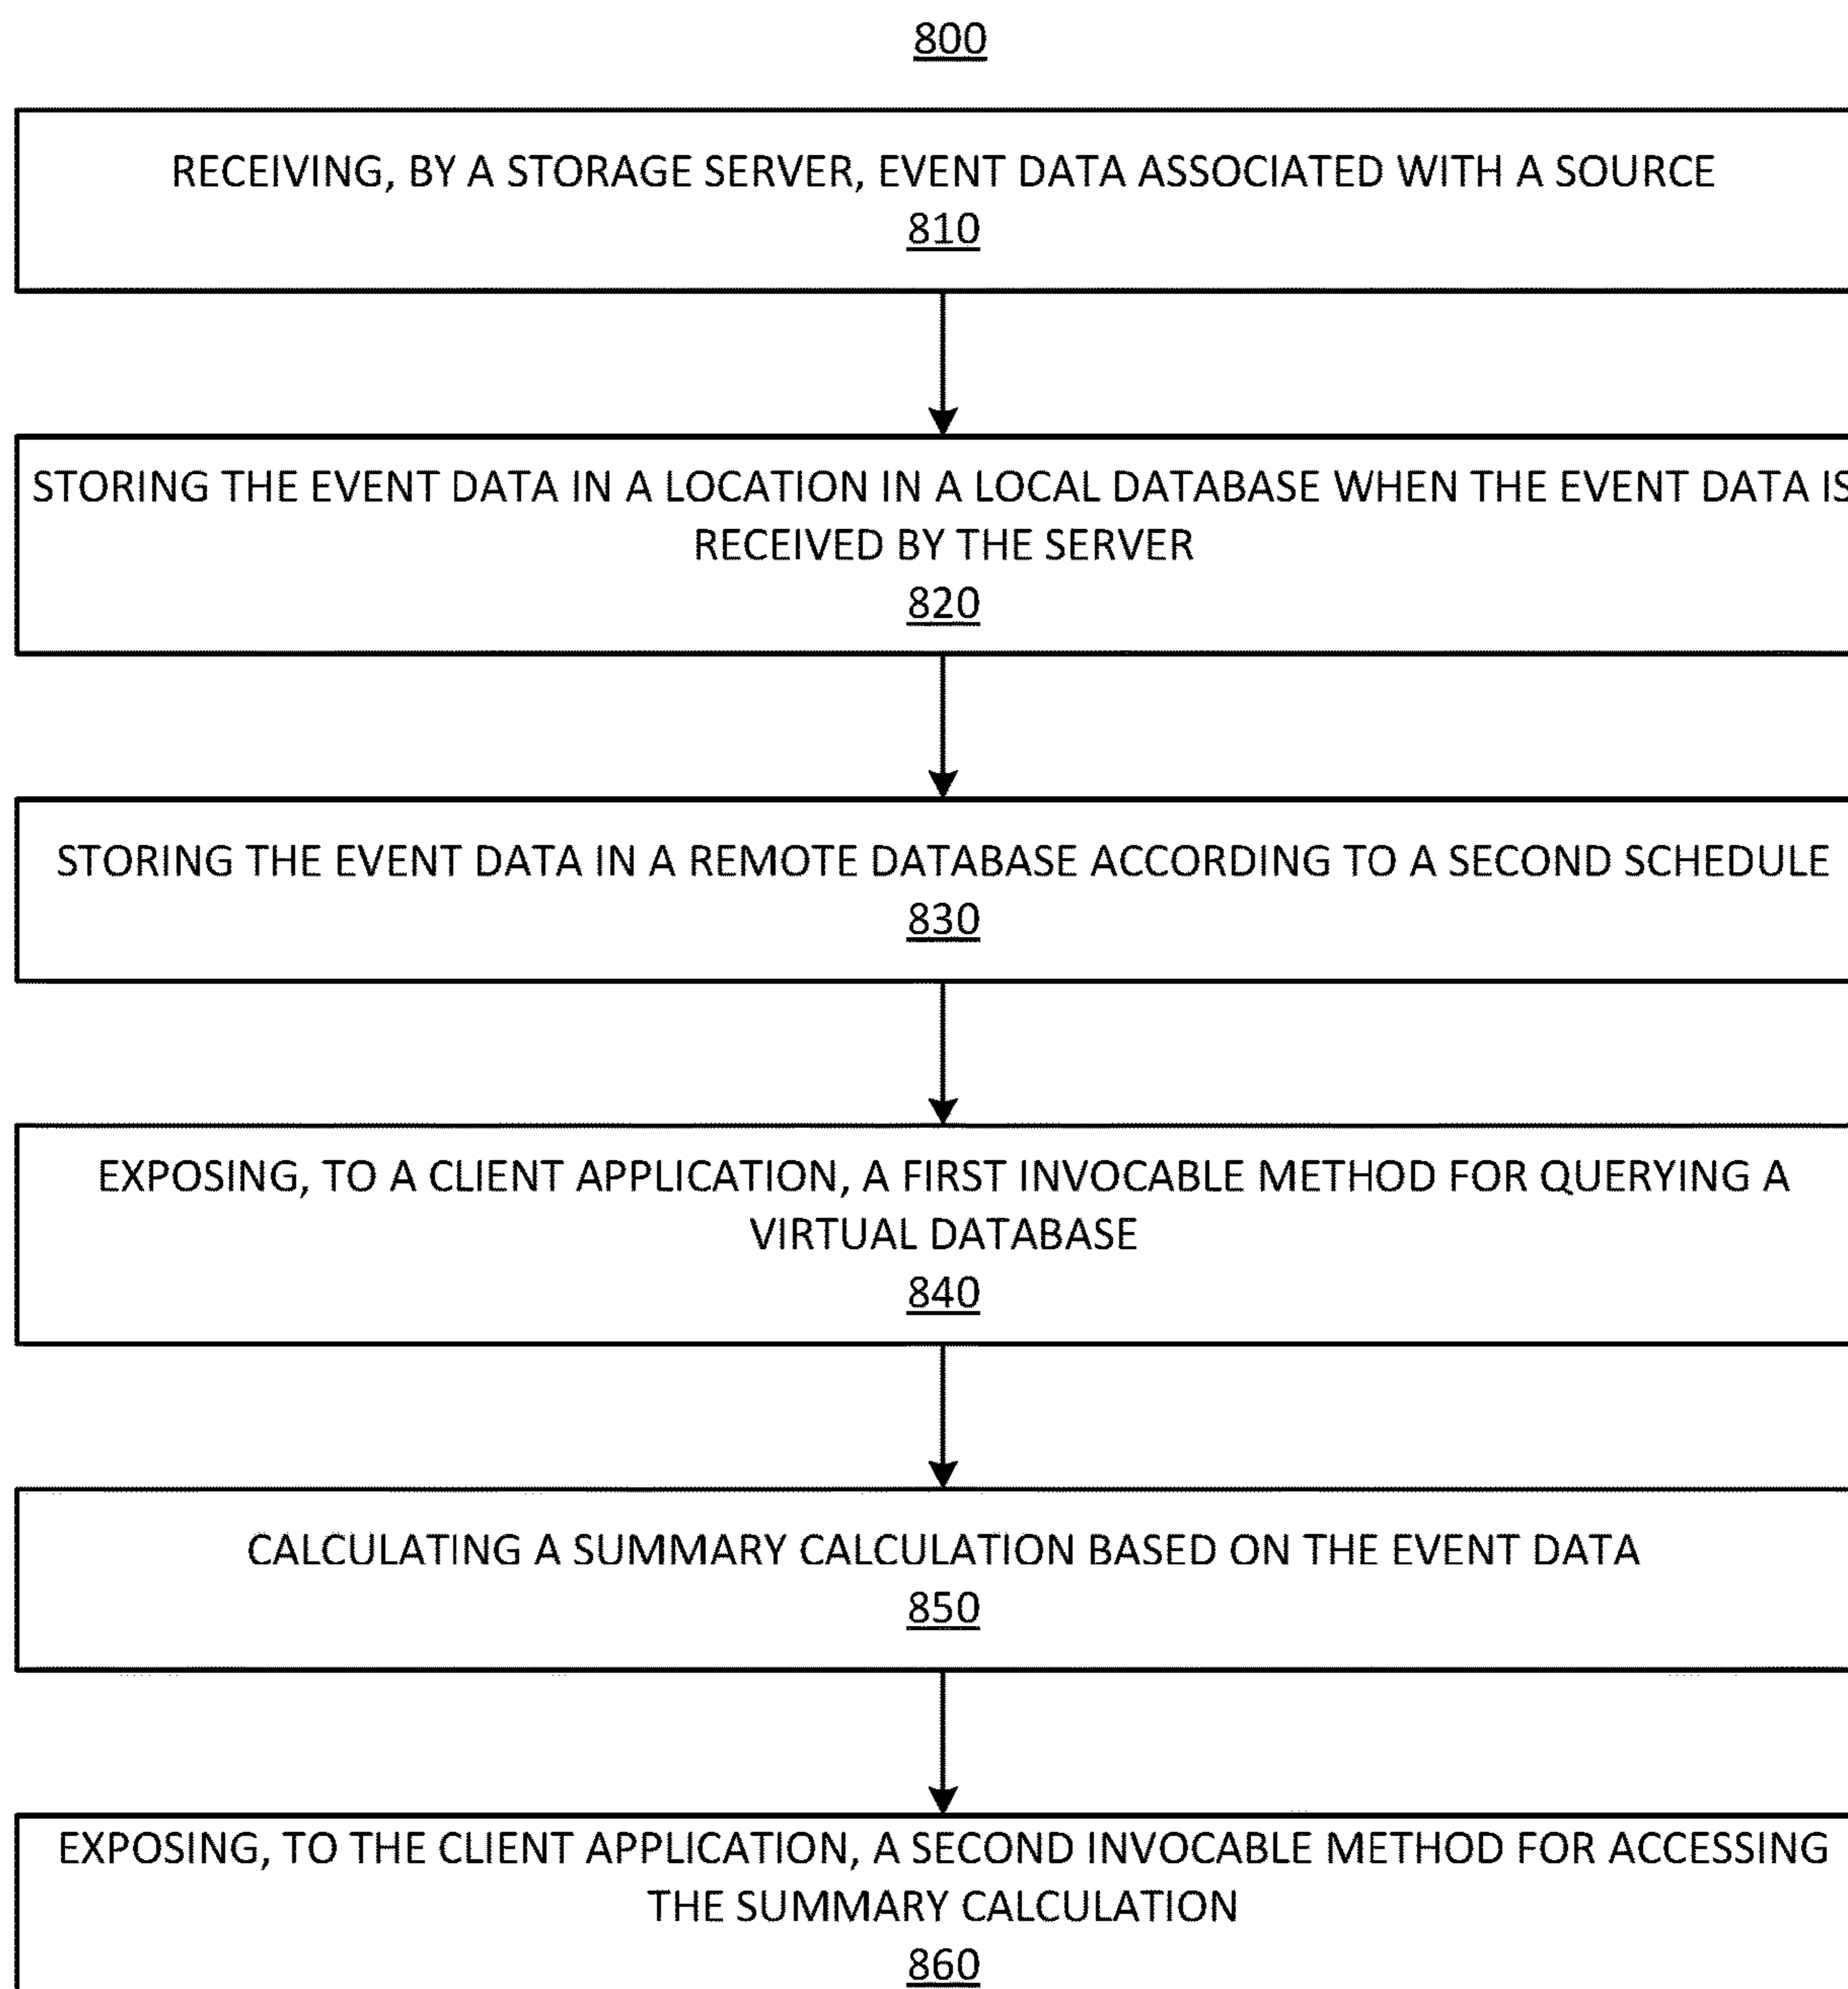 800
RECEIVING, BY A STORAGE SERVER, EVENT DATA ASSOCIATED WITH A SOURCE
810
STORING THE EVENT DATA IN A LOCATION IN A LOCAL DATABASE WHEN THE EVENT DATA IS
RECEIVED BY THE SERVER
820
STORING THE EVENT DATA IN A REMOTE DATABASE ACCORDING TO A SECOND SCHEDULE
830
EXPOSING, TO A CLIENT APPLICATION, A FIRST INVOCABLE METHOD FOR QUERYING A
VIRTUAL DATABASE
840
CALCULATING A SUMMARY CALCULATION BASED ON THE EVENT DATA
850
EXPOSING, TO THE CLIENT APPLICATION, A SECOND INVOCABLE METHOD FOR ACCESSING
THE SUMMARY CALCULATION
860